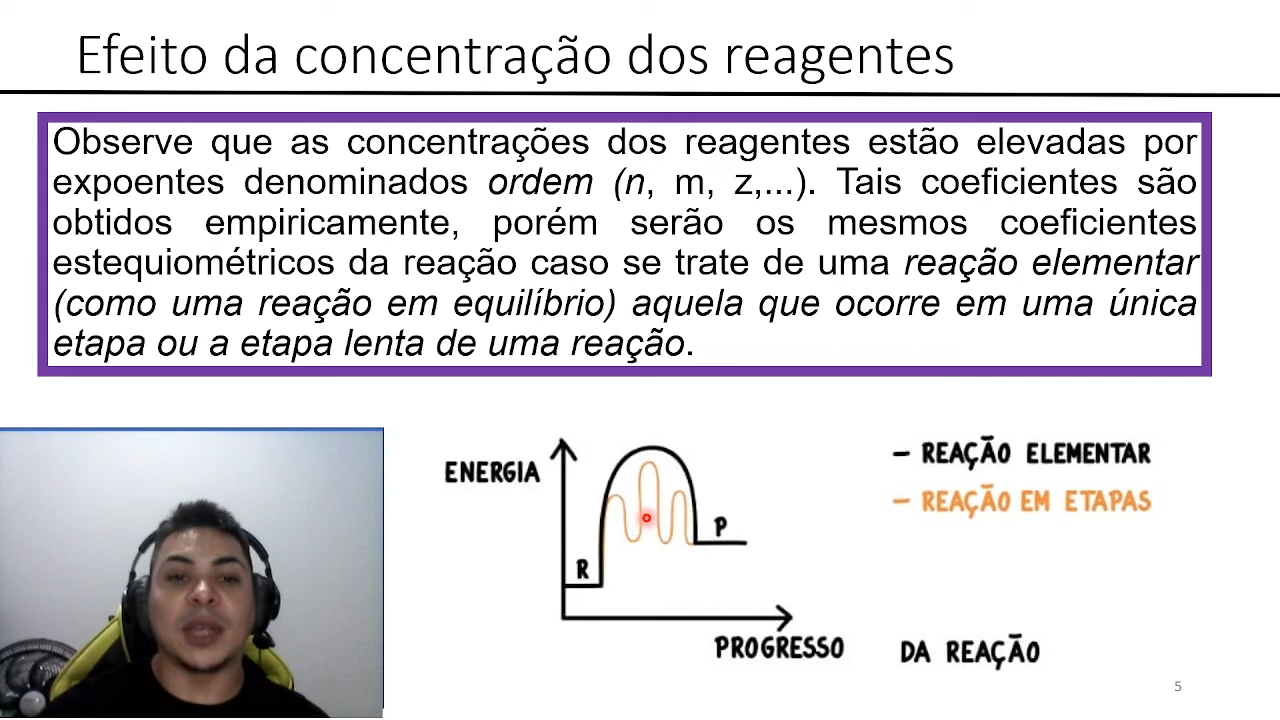 Efeito da concentração dos reagentes
Observe que as concentrações dos reagentes estão elevadas por
expoentes denominados ordem (n, m, z,...). Tais coeficientes são
obtidos empiricamente, porém serão os mesmos coeficientes
estequiométricos da reação caso se trate de uma reação elementar
(como uma reação em equilíbrio) aquela que ocorre em uma única
etapa ou a etapa lenta de uma reação.
ENERGIA
R
P
PROGRESSO DA REAÇÃO
– REAÇÃO ELEMENTAR
– REAÇÃO EM ETAPAS
5